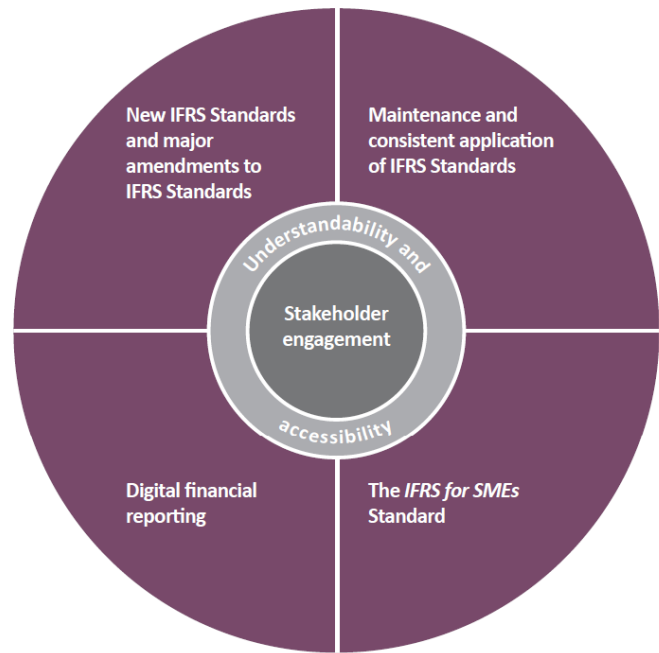 New IFRS Standards
and major
amendments to
IFRS Standards
Maintenance and
consistent application
of IFRS Standards
Understandability and
accessibility
Stakeholder
engagement
Digital financial
reporting
The IFRS for SMEs
Standard